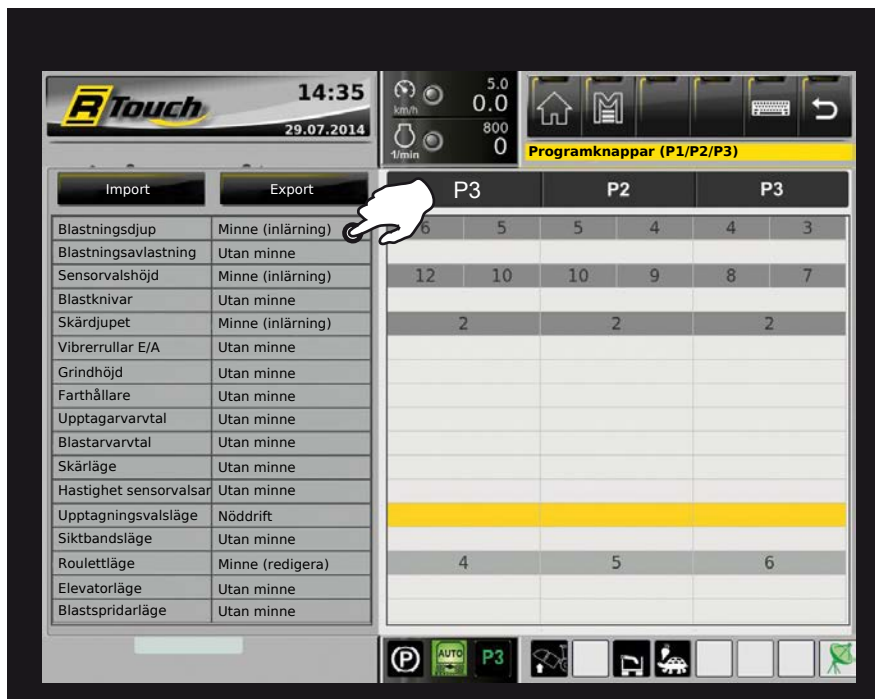 R Touch
14:35
29.07.2014
km/h
5.0
0.0
1/min
800
0
Programknappar (P1/P2/P3)
Import Export P3 P2 P3
Blastningsdjup Minne (inlärning) 6 5 5 4 4 3
Blastningsavlastning Utan minne
Sensorvalshöjd Minne (inlärning) 12 10 10 9 8 7
Blastknivar Utan minne
Skärdjupet Minne (inlärning) 2 2 2
Vibrerrullar E/A Utan minne
Grindhöjd Utan minne
Farthållare Utan minne
Upptagarvarvtal Utan minne
Blastarvarvtal Utan minne
Skärläge Utan minne
Hastighet sensorvalsar Utan minne
Upptagningsvalsläge Nöddrift
Siktbandsläge Utan minne
Roulettläge Minne (redigera) 4 5 6
Elevatorläge Utan minne
Blastspridarläge Utan minne
P AUTO P3